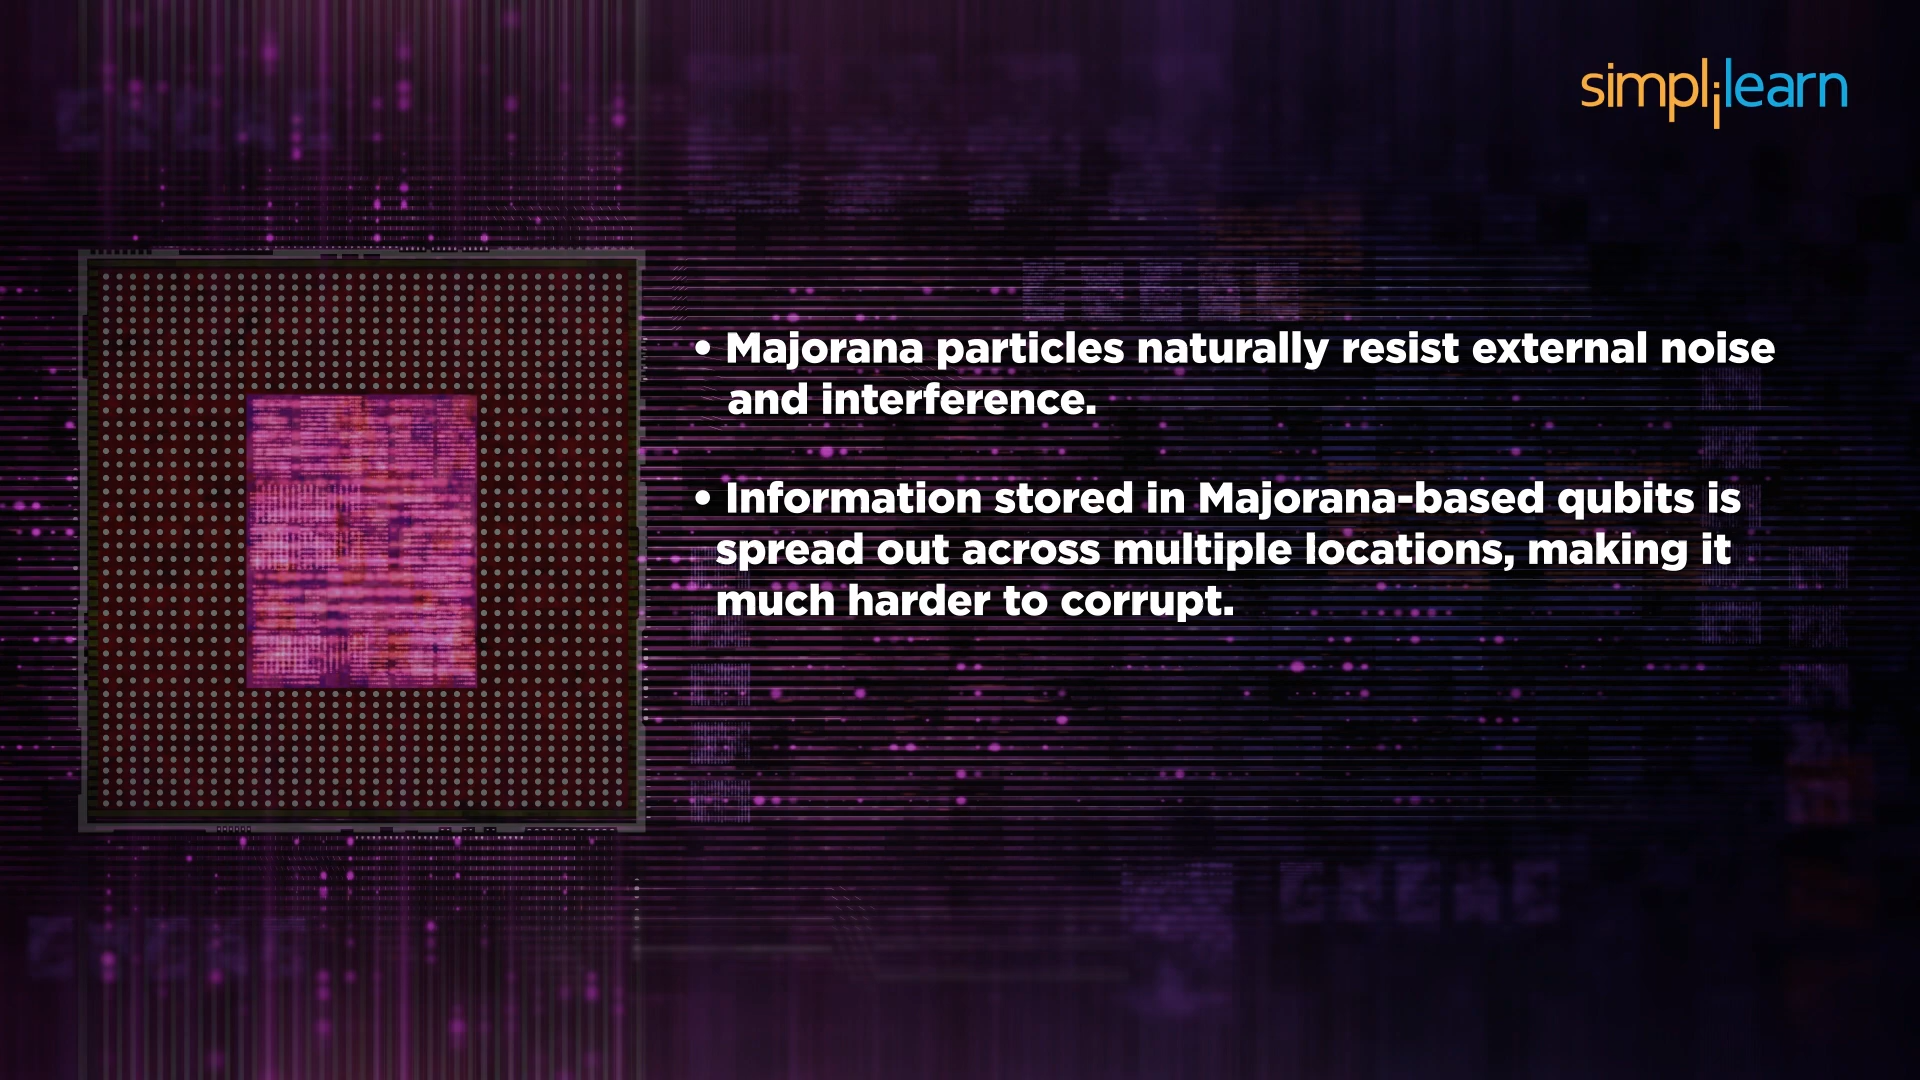 simplilearn
• Majorana particles naturally resist external noise
and interference.
• Information stored in Majorana-based qubits is
spread out across multiple locations, making it
much harder to corrupt.